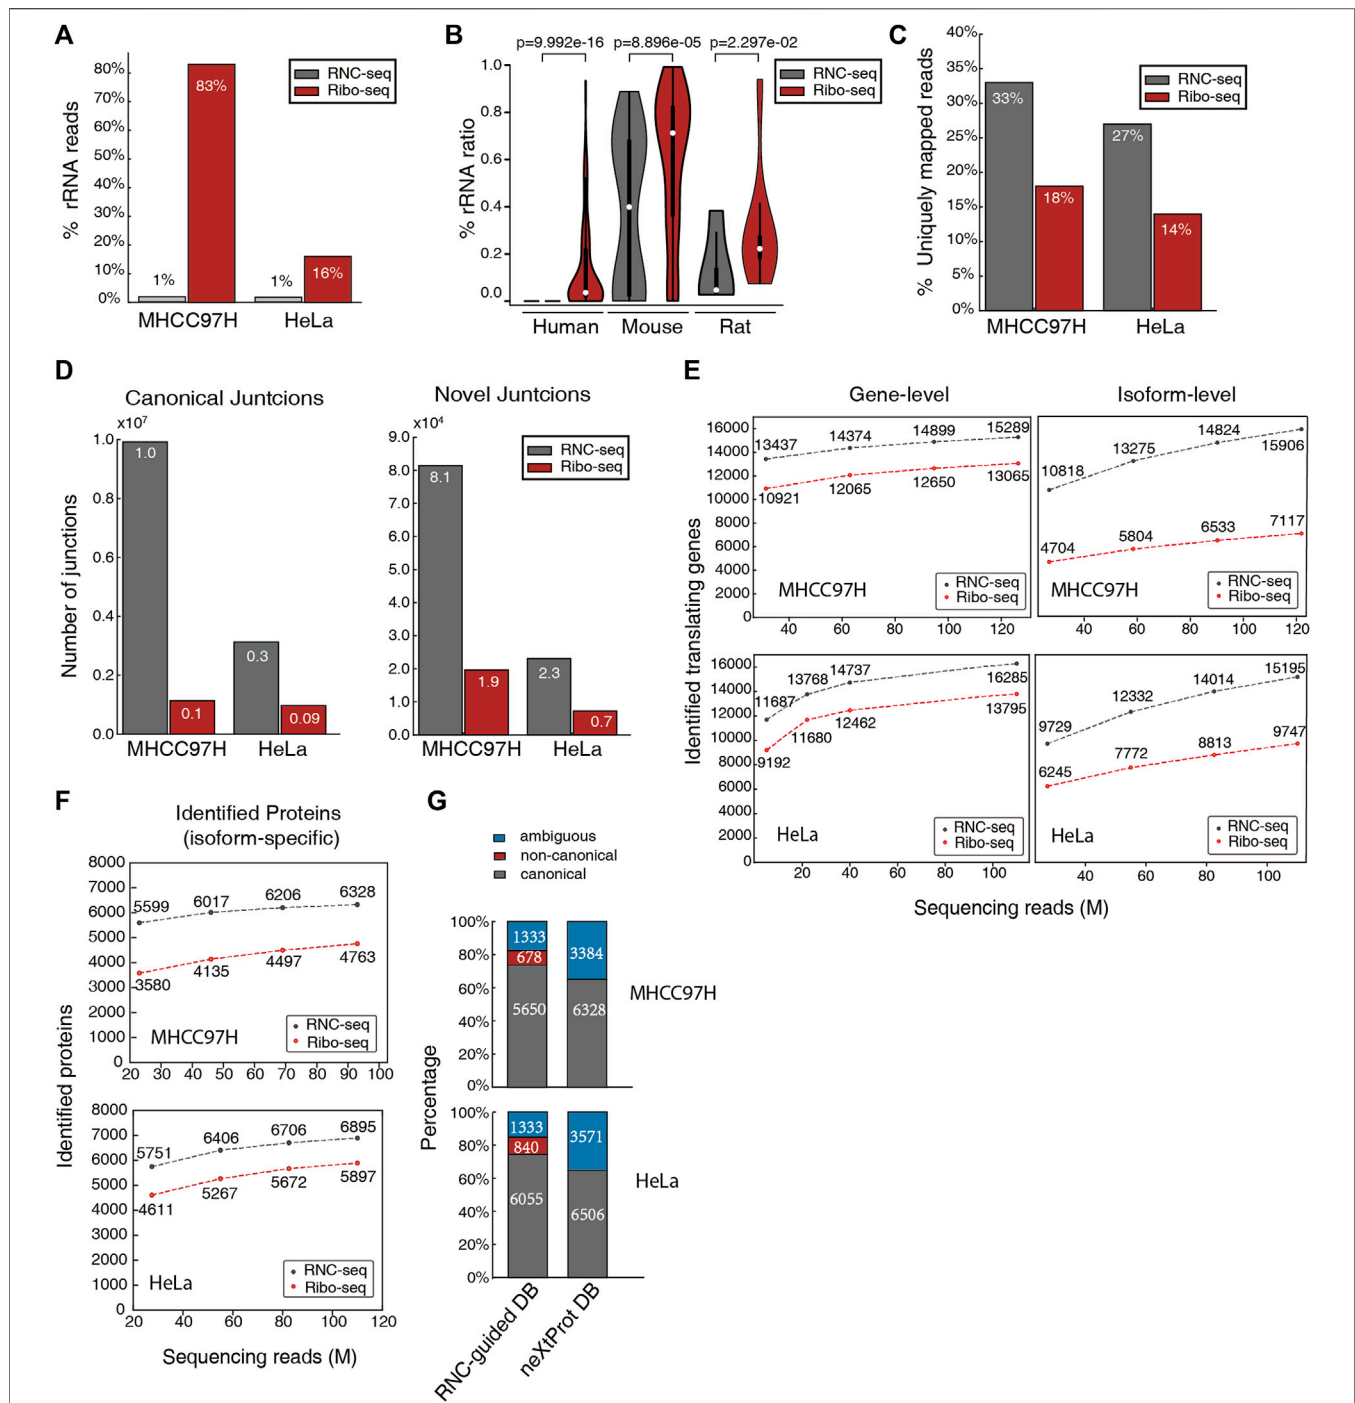 A
80%
70%
60%
50%
40%
30%
20%
10%
0%
% rRNA reads
RNC-seq
Ribo-seq
1%
83%
1%
16%
MHCC97H
HeLa
B
p=9.992e-16
p=8.896e-05
p=2.297e-02
1.0
0.8
0.6
0.4
0.2
0.0
% rRNA ratio
RNC-seq
Ribo-seq
Human
Mouse
Rat
C
40%
35%
30%
25%
20%
15%
10%
5%
0%
% Uniquely mapped reads
RNC-seq
Ribo-seq
33%
18%
27%
14%
MHCC97H
HeLa
D
Canonical Juntcions
x10⁷
1.0
0.8
0.6
0.4
0.2
0.0
Number of junctions
1.0
0.1
0.3
0.09
MHCC97H
HeLa
Novel Juntcions
x10⁴
9.0
8.0
7.0
6.0
5.0
4.0
3.0
2.0
1.0
0.0
RNC-seq
Ribo-seq
8.1
1.9
2.3
0.7
MHCC97H
HeLa
E
Gene-level
Isoform-level
Identified translating genes
16000
14000
12000
10000
8000
6000
4000
2000
0
13437
14374
14899
15289
10921
12065
12650
13065
MHCC97H
RNC-seq
Ribo-seq
40
60
80
100
120
10818
13275
14824
15906
4704
5804
6533
7117
MHCC97H
RNC-seq
Ribo-seq
40
60
80
100
120
16000
14000
12000
10000
8000
6000
4000
2000
0
11687
13768
14737
16285
9192
11680
12462
13795
HeLa
RNC-seq
Ribo-seq
20
40
60
80
100
9729
12332
14014
15195
6245
7772
8813
9747
HeLa
RNC-seq
Ribo-seq
40
60
80
100
Sequencing reads (M)
F
Identified Proteins
(isoform-specific)
Identified proteins
8000
7000
6000
5000
4000
3000
2000
1000
0
5599
6017
6206
6328
3580
4135
4497
4763
MHCC97H
RNC-seq
Ribo-seq
20
30
40
50
60
70
80
90
100
8000
7000
6000
5000
4000
3000
2000
1000
0
5751
6406
6706
6895
4611
5267
5672
5897
HeLa
RNC-seq
Ribo-seq
20
40
60
80
100
120
Sequencing reads (M)
G
ambiguous
non-canonical
canonical
Percentage
100%
80%
60%
40%
20%
0%
1333
678
5650
3384
6328
MHCC97H
100%
80%
60%
40%
20%
0%
1333
840
6055
3571
6506
HeLa
RNC-guided DB
neXtProt DB